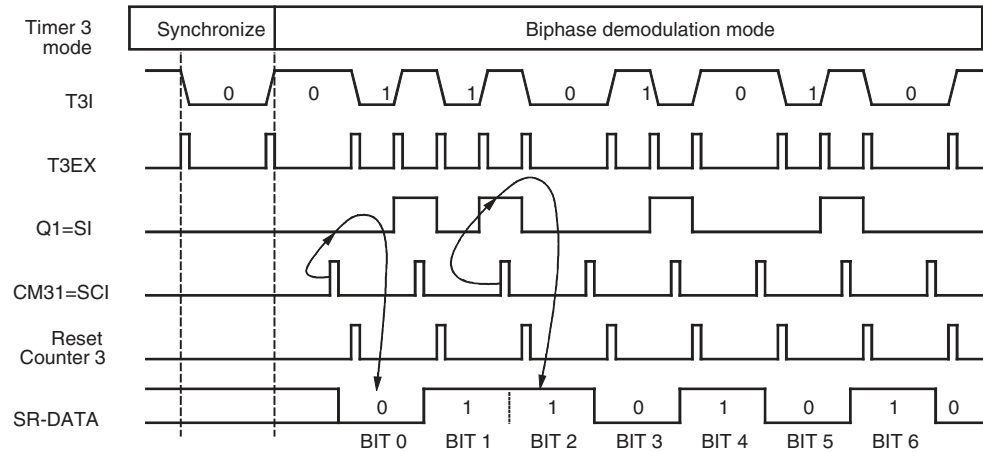 Timer 3 mode
Synchronize
Biphase demodulation mode
T3I
0 0 1 1 0 1 0 1 0
T3EX
Q1=SI
CM31=SCI
Reset
Counter 3
SR-DATA
0 1 1 0 1 0 1 0
BIT 0 BIT 1 BIT 2 BIT 3 BIT 4 BIT 5 BIT 6